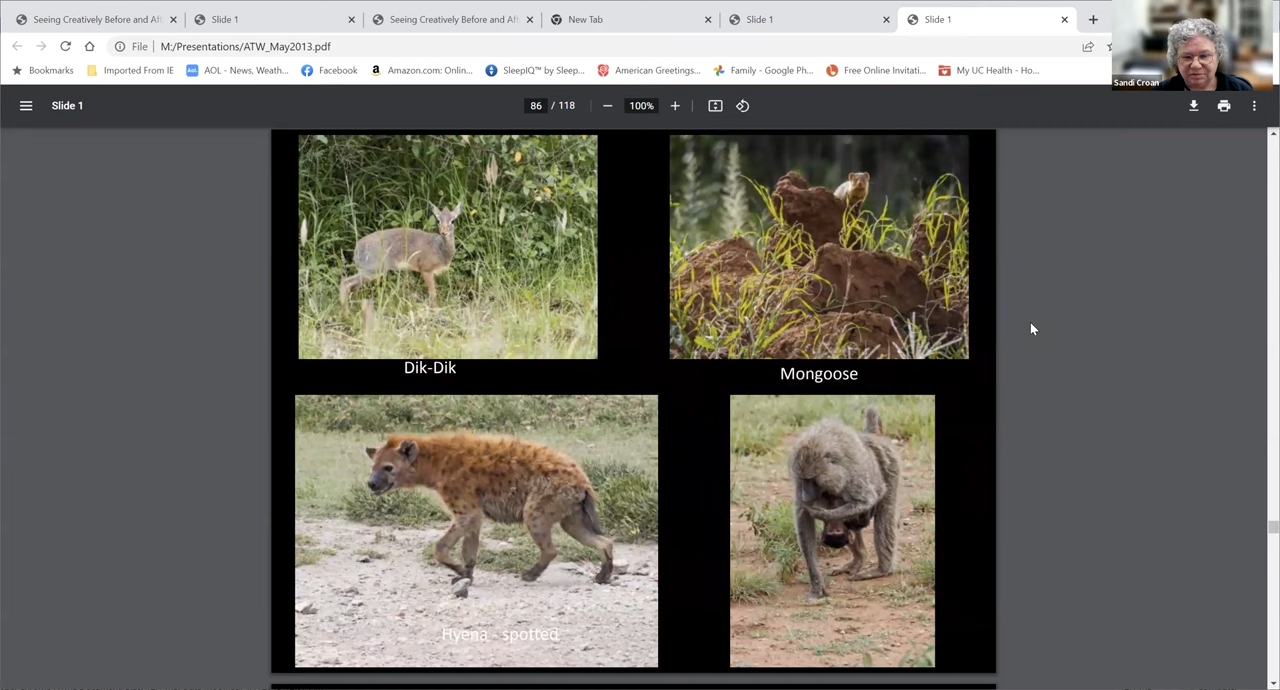 Seeing Creatively Before and Aft
Slide 1
Seeing Creatively Before and Aft
New Tab
Slide 1
Slide 1
File
M:/Presentations/ATW_May2013.pdf
Bookmarks
Imported From IE
AOL - News, Weath...
Facebook
Amazon.com: Onlin...
SleepIQ™ by Sleep...
American Greetings...
Family - Google Ph...
Free Online Invitati...
My UC Health - Ho...
Sandi Croan
Slide 1
86 / 118
100%
Dik-Dik
Mongoose
Hyena - spotted